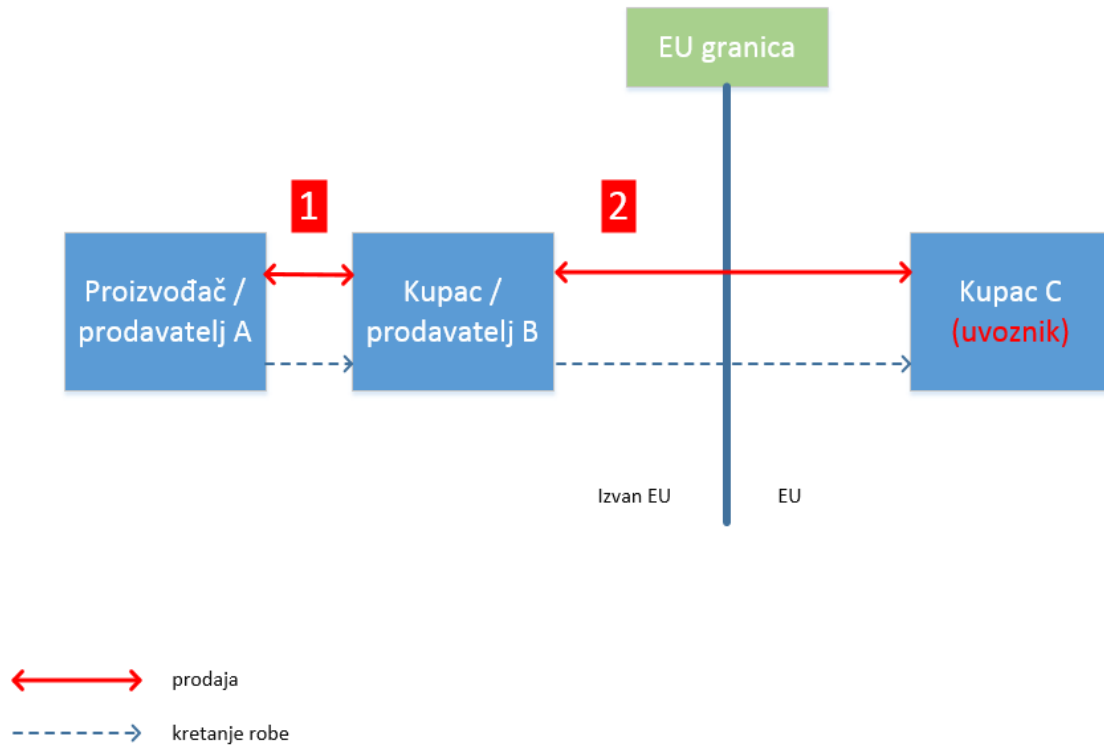 EU granica
1
2
Proizvođač /
prodavatelj A
Kupac /
prodavatelj B
Kupac C
(uvoznik)
Izvan EU
EU
prodaja
kretanje robe